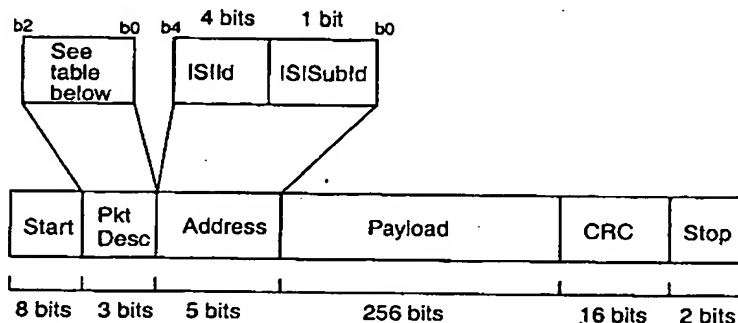 4 bits 1 bit
b2 b0 b4 b0
See
table
below
ISIId ISISubId
Start Pkt
Desc Address Payload CRC Stop
8 bits 3 bits 5 bits 256 bits 16 bits 2 bits